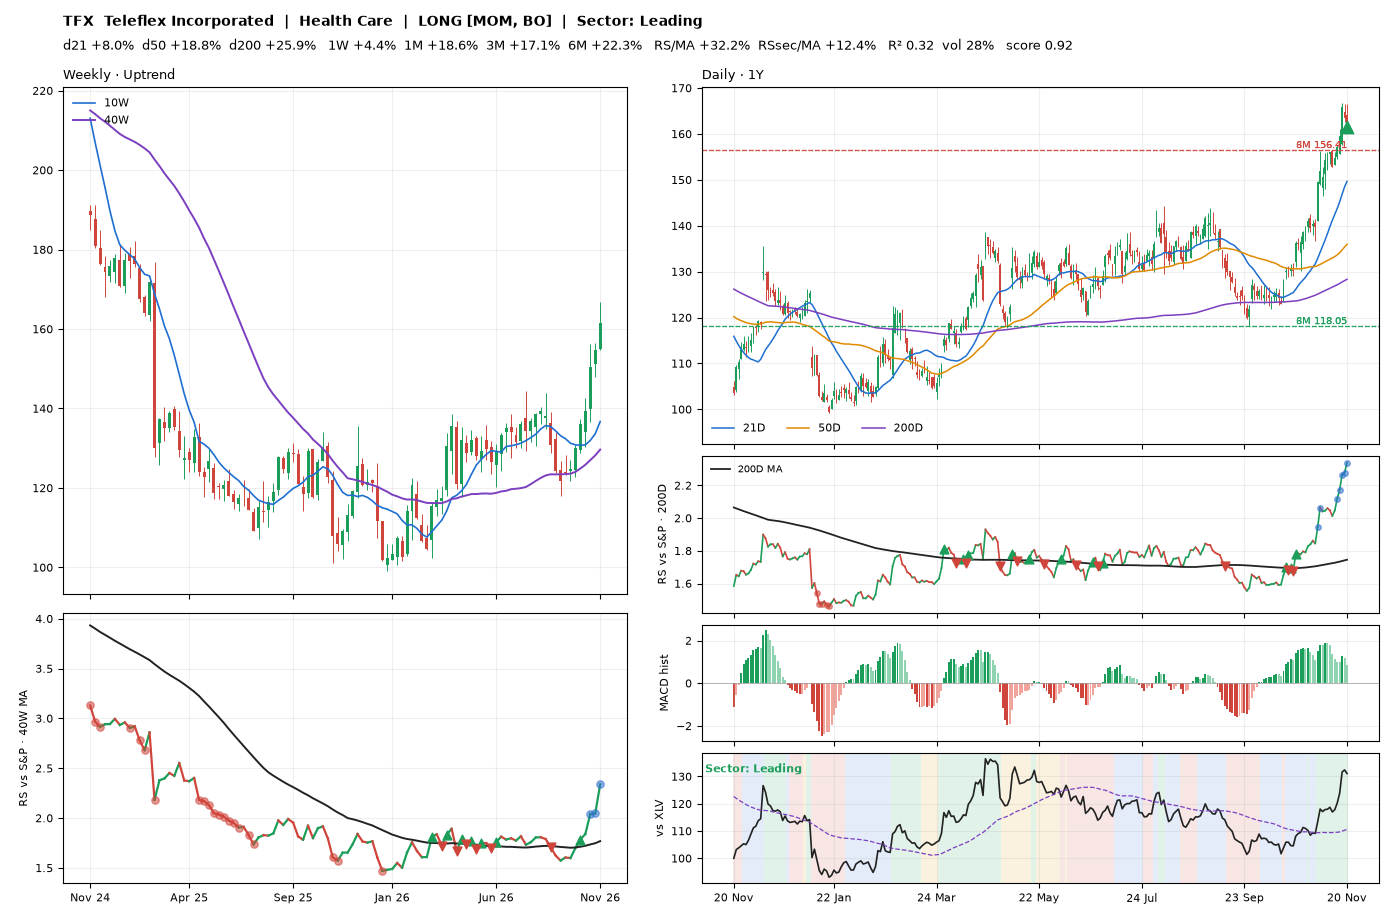 TFX  Teleflex Incorporated  |  Health Care  |  LONG [MOM, BO]  |  Sector: Leading
d21 +8.0%  d50 +18.8%  d200 +25.9%   1W +4.4%  1M +18.6%  3M +17.1%  6M +22.3%   RS/MA +32.2%  RSsec/MA +12.4%   R² 0.32  vol 28%   score 0.92
Weekly · Uptrend
10W
40W
220
200
180
160
140
120
100
RS vs S&P · 40W MA
4.0
3.5
3.0
2.5
2.0
1.5
Nov 24
Apr 25
Sep 25
Jan 26
Jun 26
Nov 26
Daily · 1Y
170
160
150
140
130
120
110
100
6M 156.41
6M 118.05
21D
50D
200D
RS vs S&P · 200D
200D MA
2.2
2.0
1.8
1.6
MACD hist
2
0
−2
vs XLV
Sector: Leading
130
120
110
100
20 Nov
22 Jan
24 Mar
22 May
24 Jul
23 Sep
20 Nov